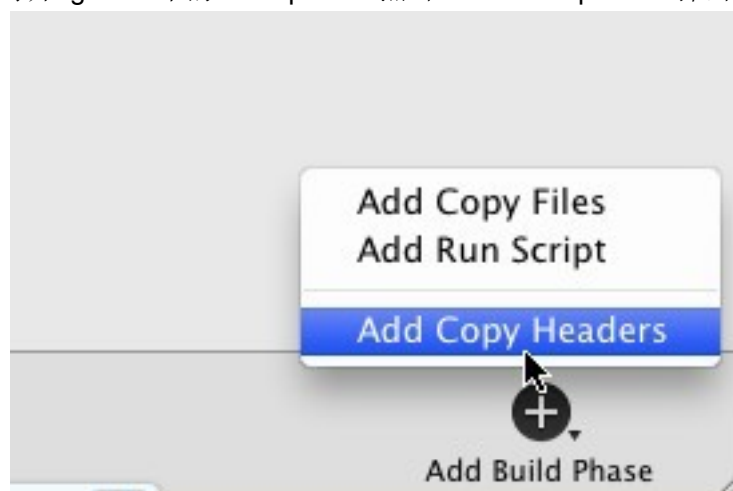 Add Copy Files
Add Run Script
Add Copy Headers
Add Build Phase